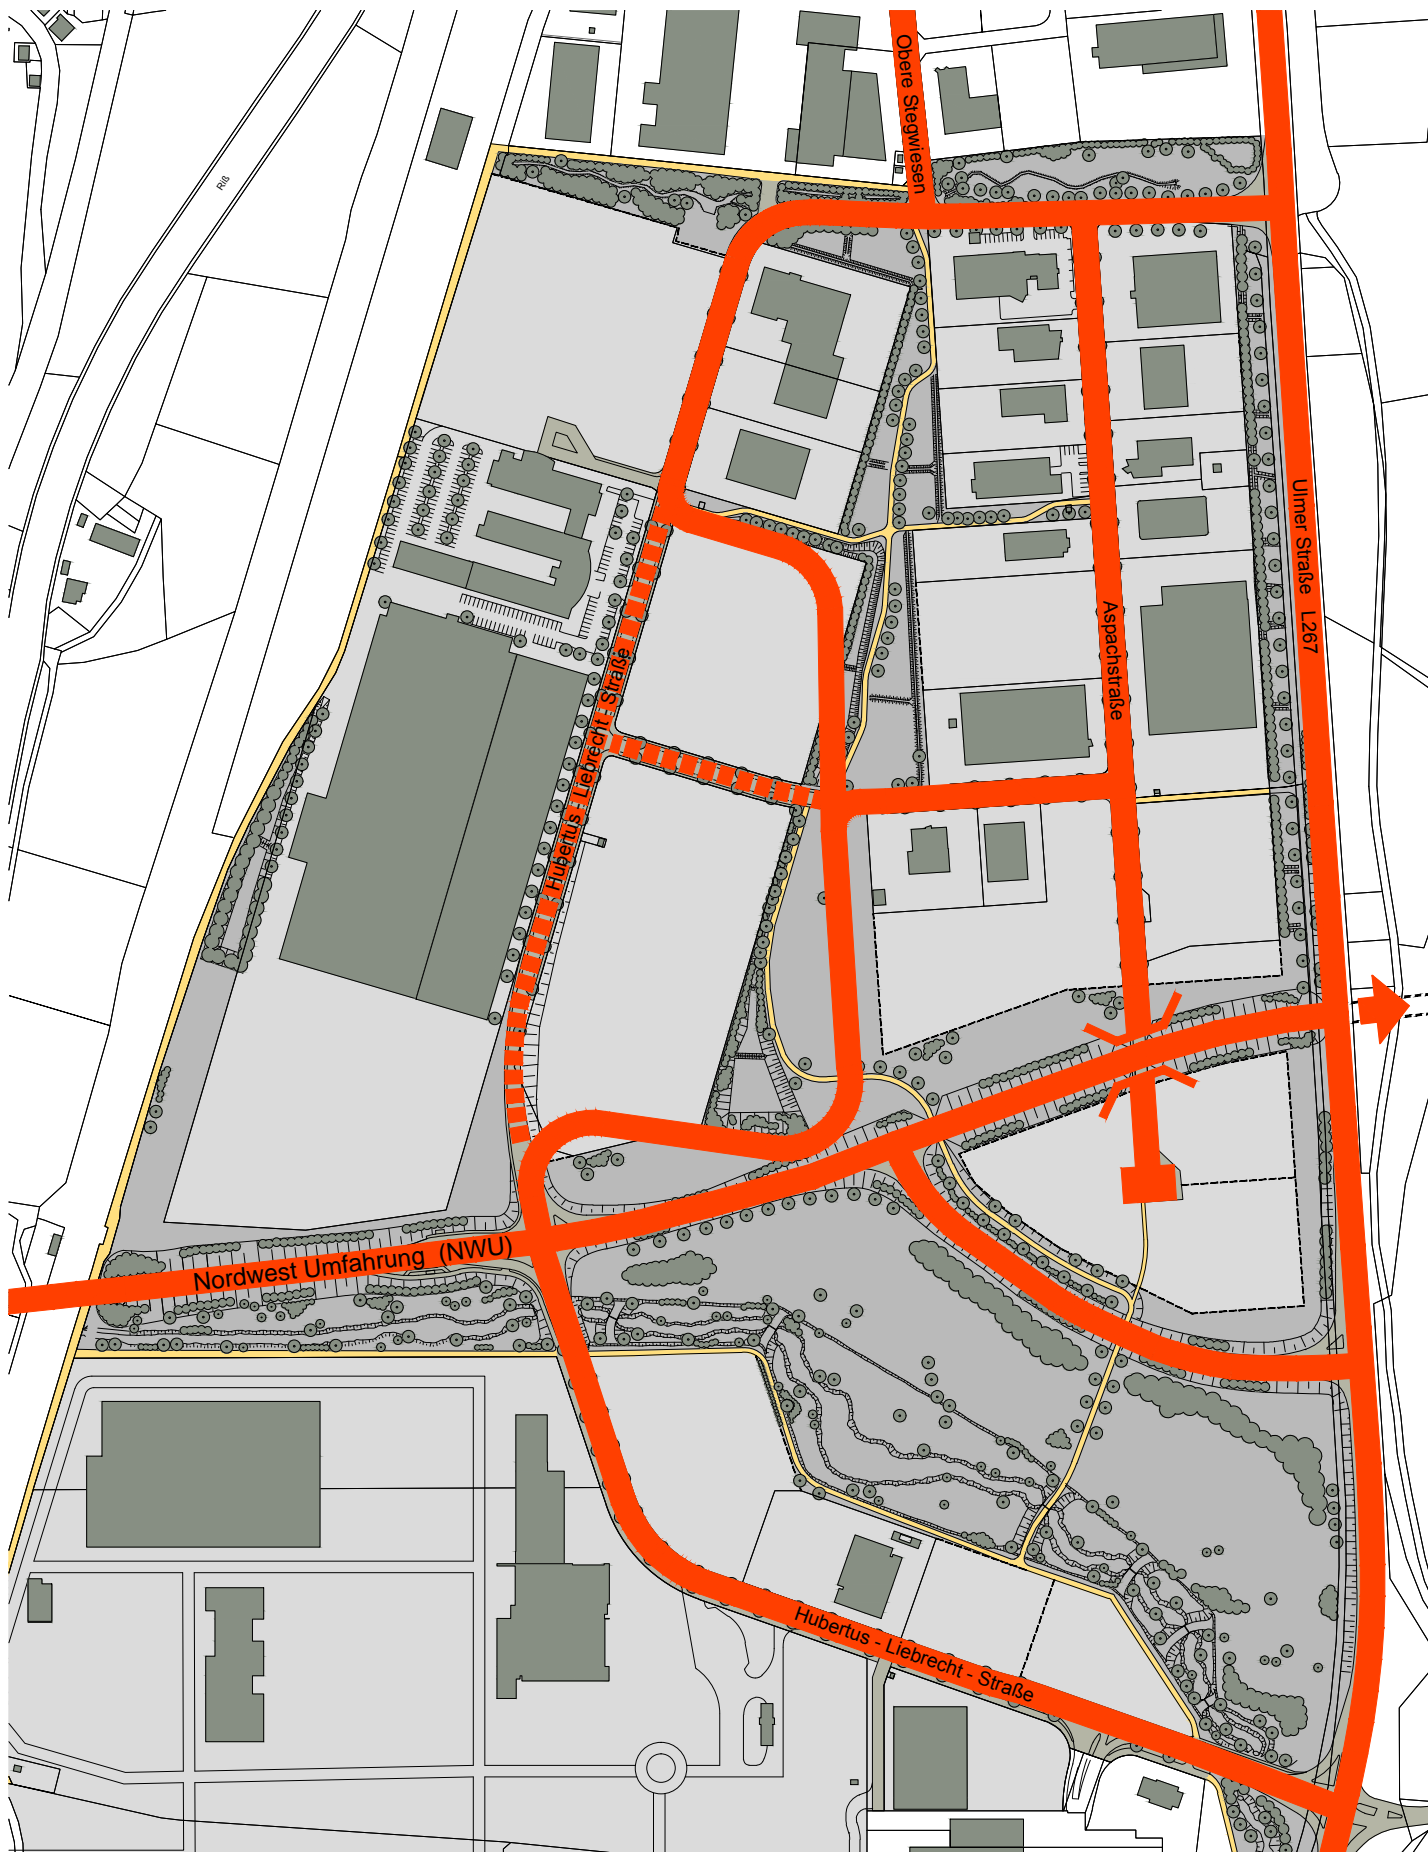 Obere Stegwiesen
Riß
Ulmer Straße L267
Aspachstraße
Hubertus - Liebrecht - Straße
Nordwest Umfahrung (NWU)
Hubertus - Liebrecht - Straße